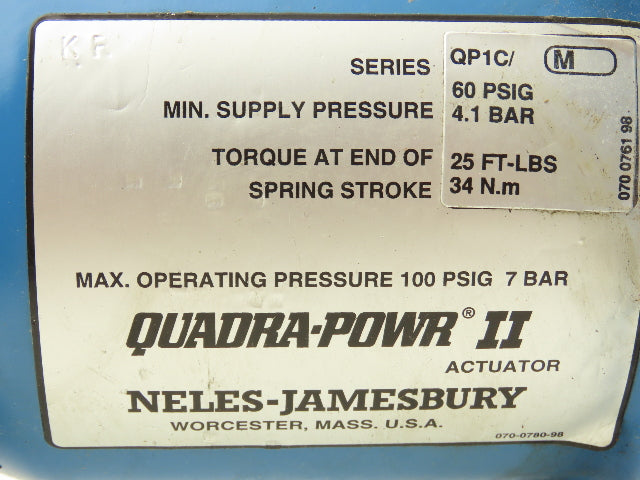 K R
SERIES QP1C/ M
MIN. SUPPLY PRESSURE 60 PSIG
4.1 BAR
TORQUE AT END OF 25 FT-LBS
SPRING STROKE 34 N.m
070 0761 98
MAX. OPERATING PRESSURE 100 PSIG 7 BAR
QUADRA-POWR® II
ACTUATOR
NELES-JAMESBURY
WORCESTER, MASS. U.S.A.
070-0780-98